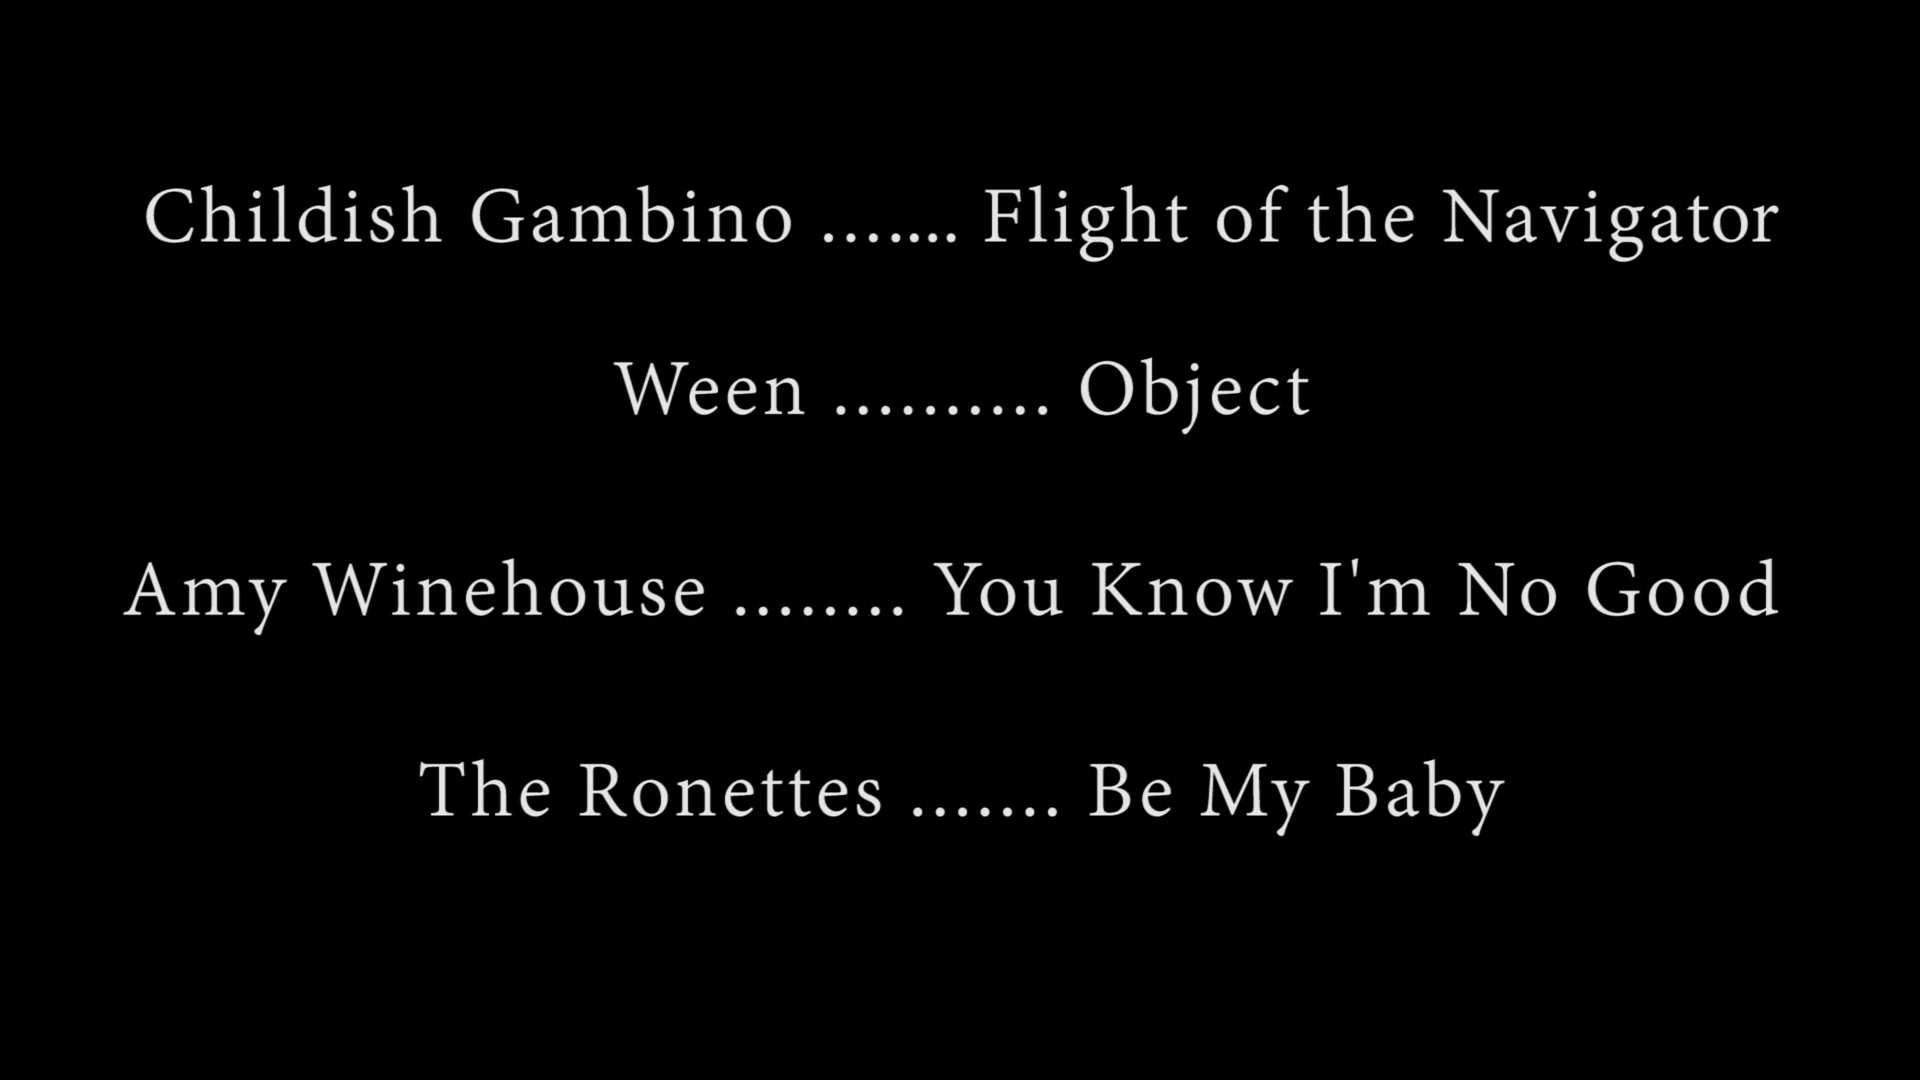 Childish Gambino ....... Flight of the Navigator
Ween .......... Object
Amy Winehouse ........ You Know I'm No Good
The Ronettes ....... Be My Baby